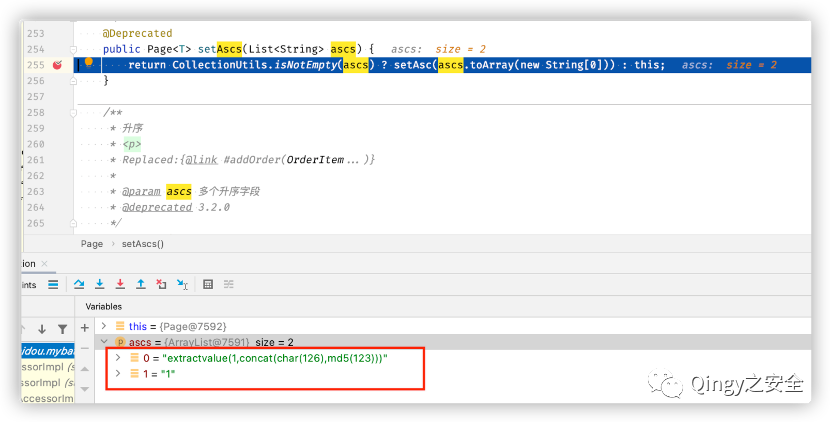 253 @Deprecated
254 public Page<T> setAscs(List<String> ascs) { ascs: size = 2
255 return CollectionUtils.isNotEmpty(ascs) ? setAsc(ascs.toArray(new String[0])) : this; ascs: size = 2
256 }
257
258 /**
259 * 升序
260 * <p>
261 * Replaced:{@link #addOrder(OrderItem...)}
262 *
263 * @param ascs 多个升序字段
264 * @deprecated 3.2.0
265 */
Page › setAscs()
tion ×
ints
Variables
this = {Page@7592}
p ascs = {ArrayList@7591} size = 2
idou.myba
0 = "extractvalue(1,concat(char(126),md5(123)))"
essorImpl (s
1 = "1"
ssorImpl (s
AccessorIm
Qingy之安全